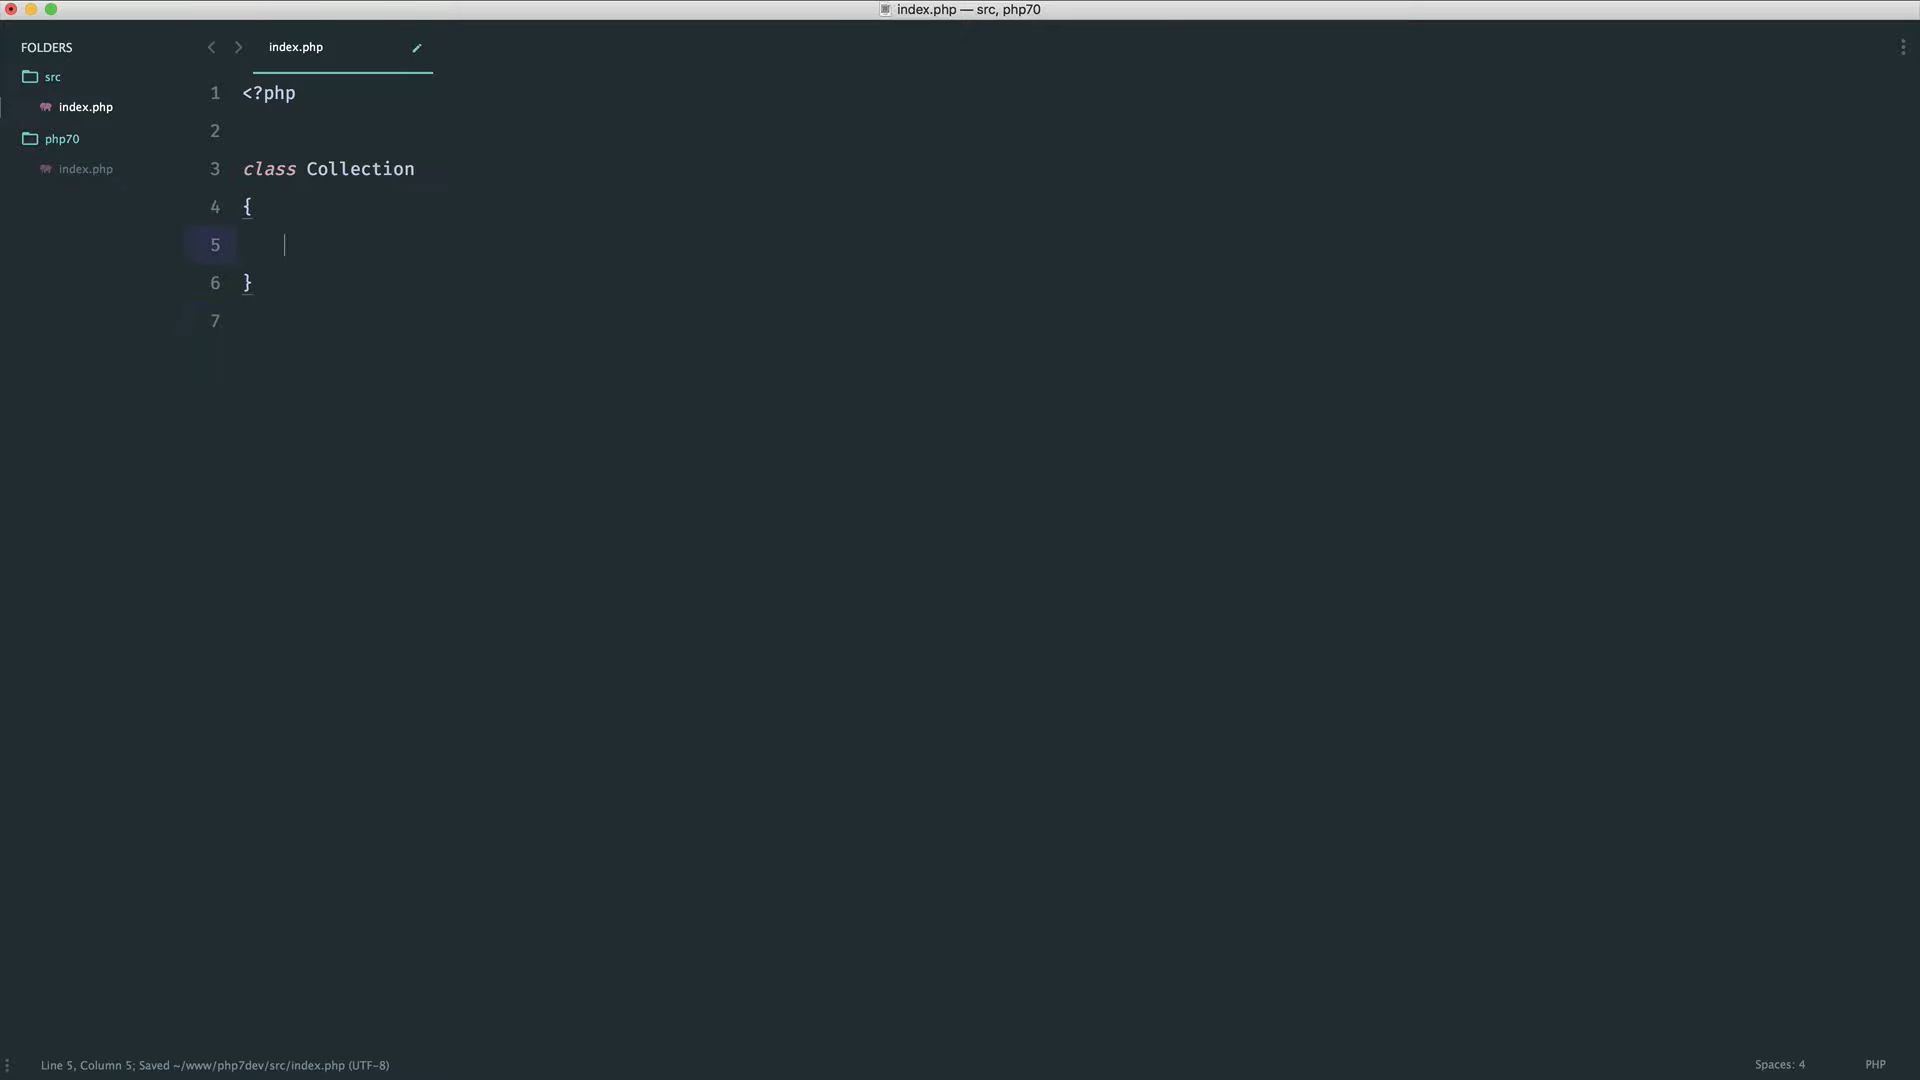 index.php — src, php70
FOLDERS
src
index.php
php70
index.php
index.php
1 <?php
2
3 class Collection
4 {
5
6 }
7
Line 5, Column 5; Saved ~/www/php7dev/src/index.php (UTF-8)
Spaces: 4
PHP